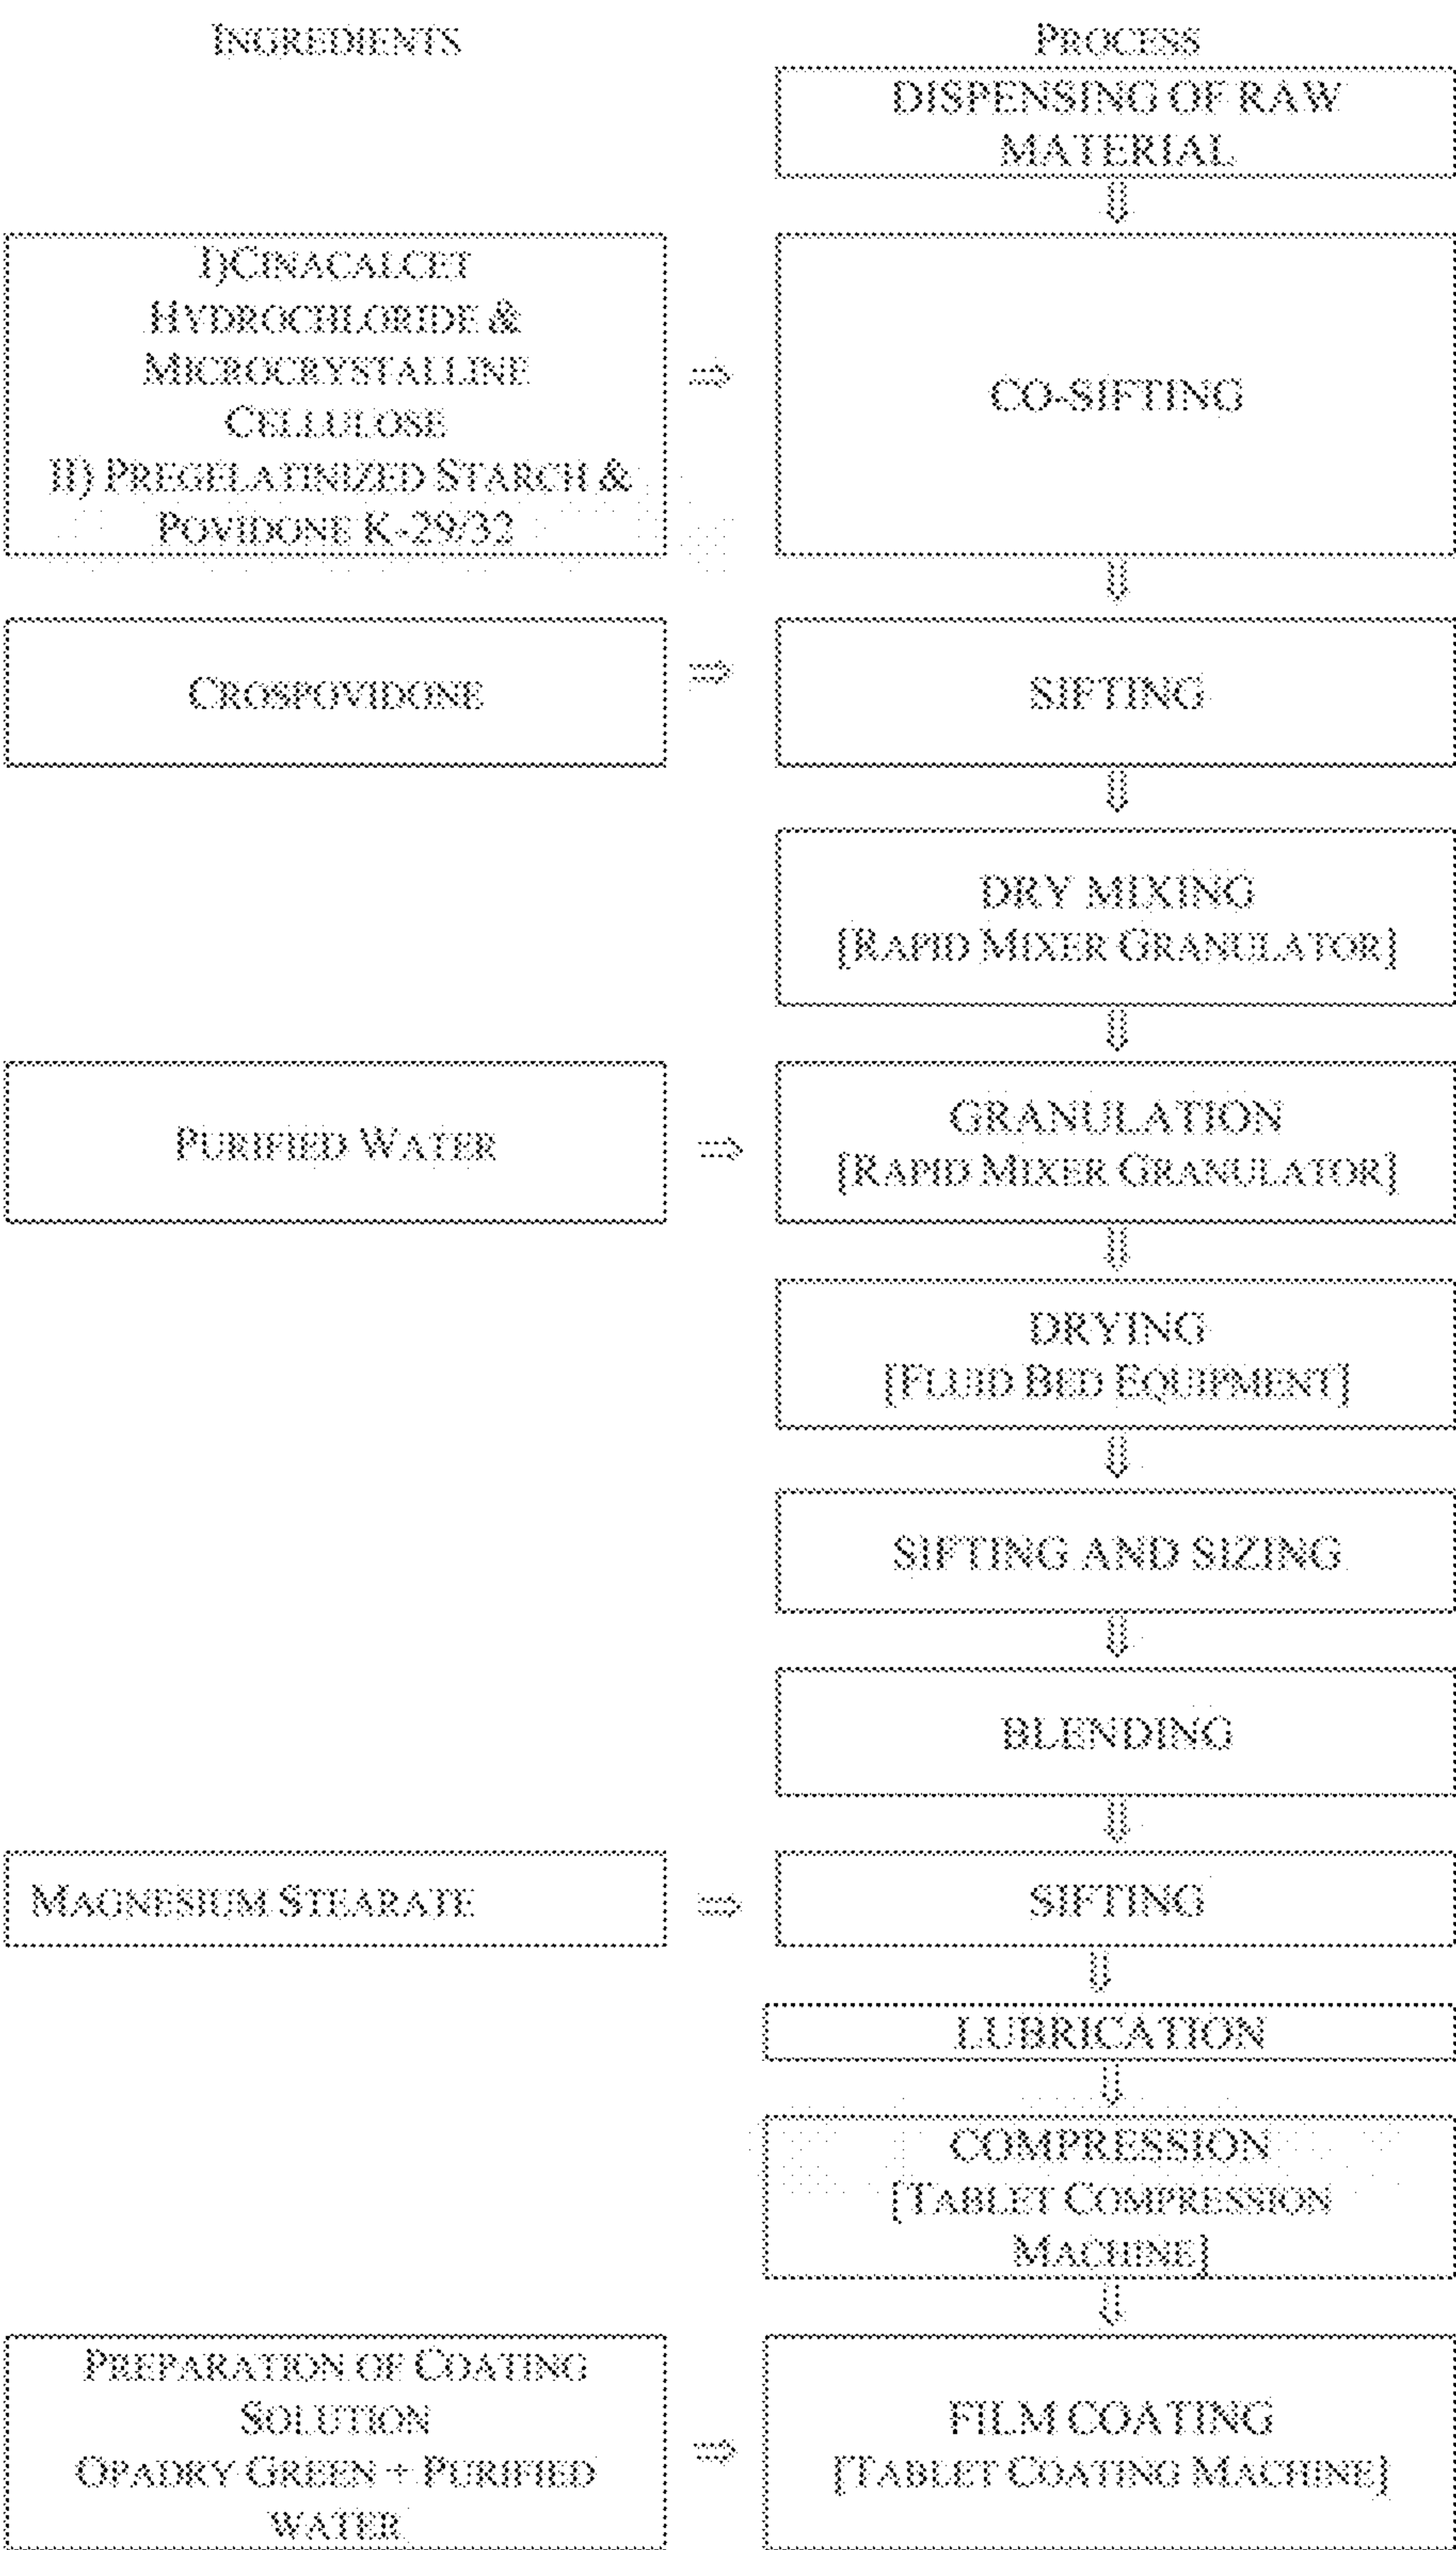 INGREDIENTS
PROCESS
DISPENSING OF RAW
MATERIAL
I)CINACALCET
HYDROCHLORIDE &
MICROCRYSTALLINE
CELLULOSE
II) PREGELATINIZED STARCH &
POVIDONE K-29/32
CO-SIFTING
CROSPOVIDONE
SIFTING
DRY MIXING
[RAPID MIXER GRANULATOR]
PURIFIED WATER
GRANULATION
[RAPID MIXER GRANULATOR]
DRYING
[FLUID BED EQUIPMENT]
SIFTING AND SIZING
BLENDING
MAGNESIUM STEARATE
SIFTING
LUBRICATION
COMPRESSION
[TABLET COMPRESSION
MACHINE]
PREPARATION OF COATING
SOLUTION
OPADRY GREEN + PURIFIED
WATER
FILM COATING
[TABLET COATING MACHINE]